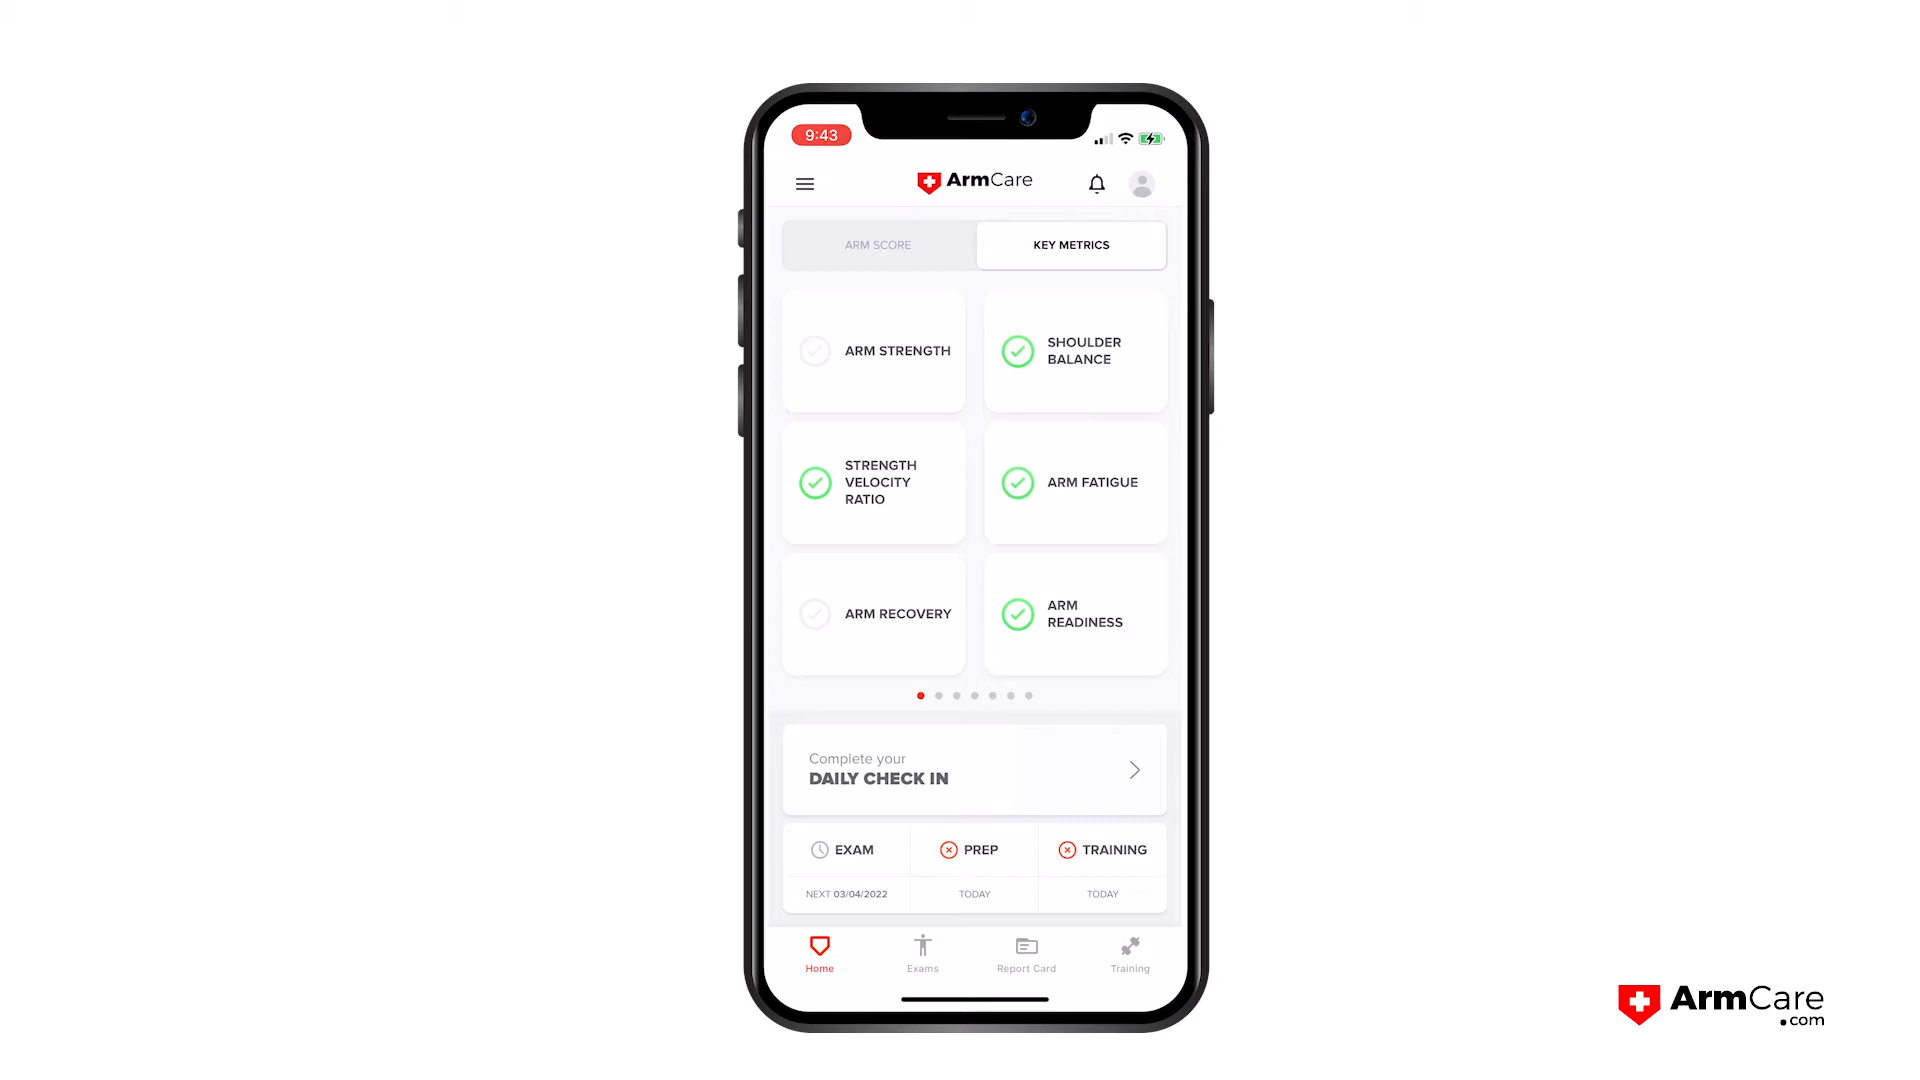 9:43
ArmCare
ARM SCORE
KEY METRICS
ARM STRENGTH
SHOULDER
BALANCE
STRENGTH
VELOCITY
RATIO
ARM FATIGUE
ARM RECOVERY
ARM
READINESS
Complete your
DAILY CHECK IN
EXAM
PREP
TRAINING
NEXT 03/04/2022
TODAY
TODAY
Home
Exams
Report Card
Training
ArmCare
.com